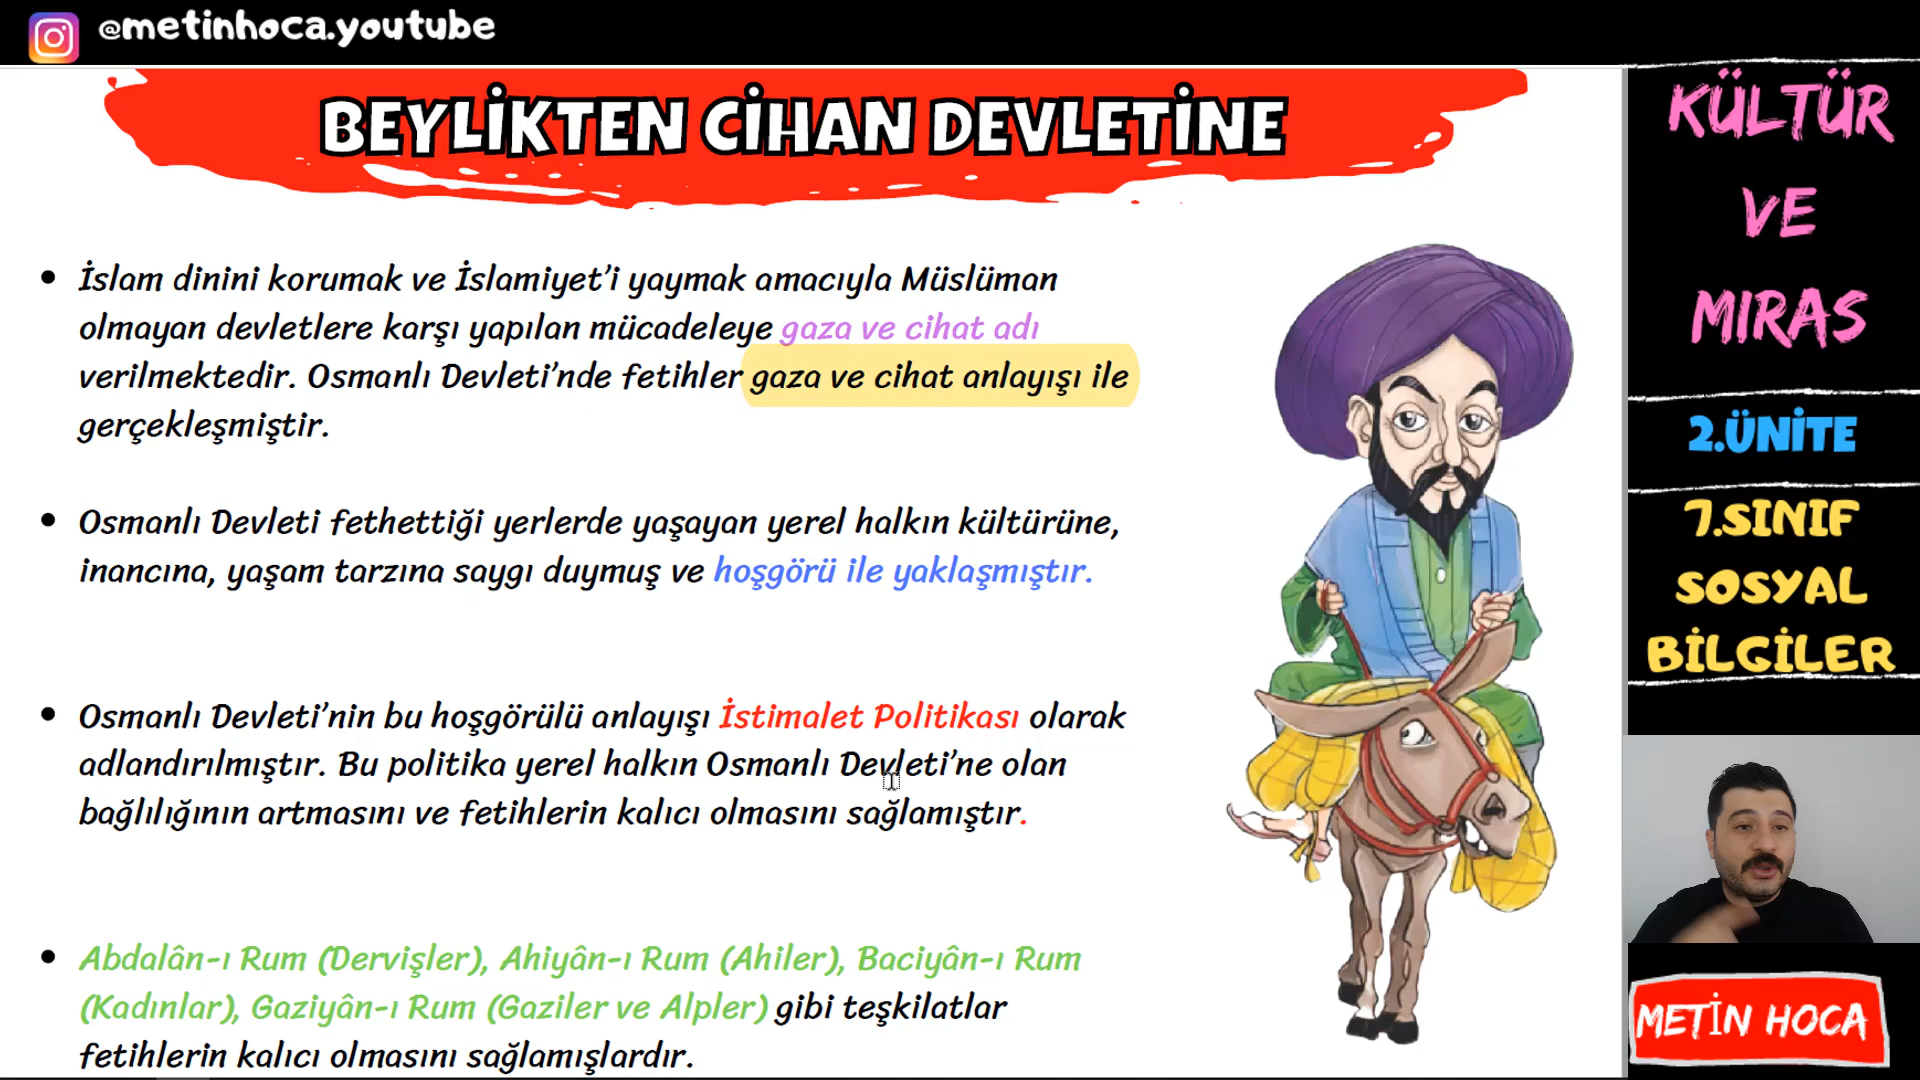 @metinhoca.youtube
BEYLİKTEN CİHAN DEVLETİNE
• İslam dinini korumak ve İslamiyet'i yaymak amacıyla Müslüman
olmayan devletlere karşı yapılan mücadeleye gaza ve cihat adı
verilmektedir. Osmanlı Devleti'nde fetihler gaza ve cihat anlayışı ile
gerçekleşmiştir.
• Osmanlı Devleti fethettiği yerlerde yaşayan yerel halkın kültürüne,
inancına, yaşam tarzına saygı duymuş ve hoşgörü ile yaklaşmıştır.
• Osmanlı Devleti'nin bu hoşgörülü anlayışı İstimalet Politikası olarak
adlandırılmıştır. Bu politika yerel halkın Osmanlı Devleti'ne olan
bağlılığının artmasını ve fetihlerin kalıcı olmasını sağlamıştır.
• Abdalân-ı Rum (Dervişler), Ahiyân-ı Rum (Ahiler), Baciyân-ı Rum
(Kadınlar), Gaziyân-ı Rum (Gaziler ve Alpler) gibi teşkilatlar
fetihlerin kalıcı olmasını sağlamışlardır.
KÜLTÜR
VE
MIRAS
2.ÜNİTE
7.SINIF
SOSYAL
BİLGİLER
METİN HOCA